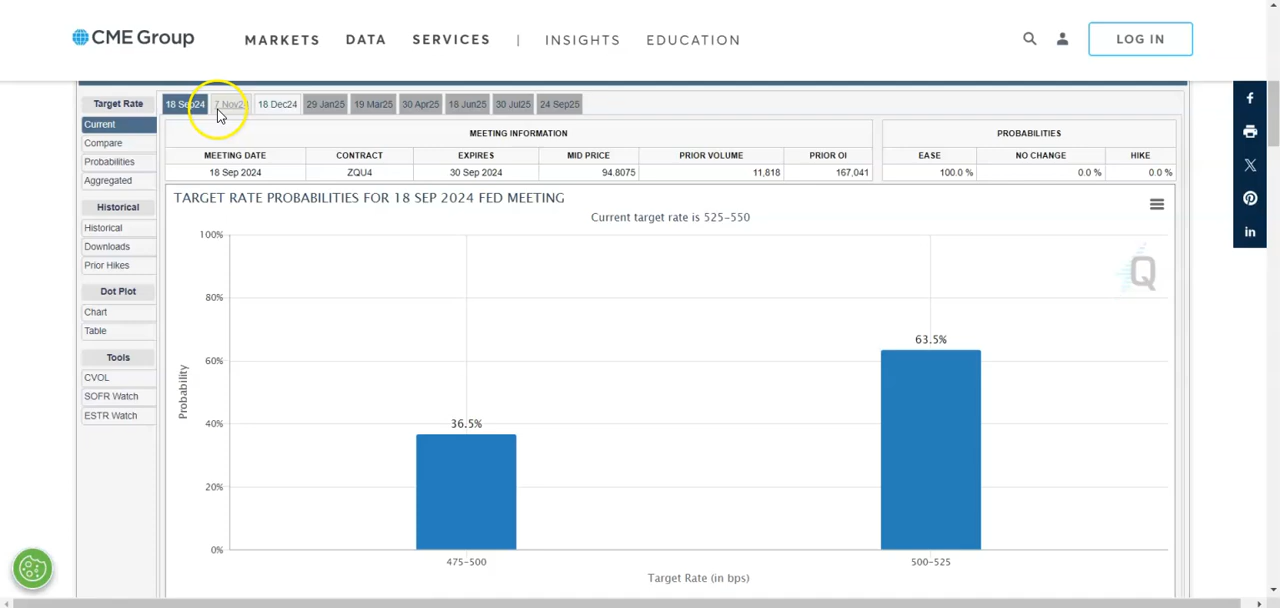 CME Group
MARKETS DATA SERVICES | INSIGHTS EDUCATION
LOG IN
Target Rate
Current
Compare
Probabilities
Aggregated
Historical
Historical
Downloads
Prior Hikes
Dot Plot
Chart
Table
Tools
CVOL
SOFR Watch
ESTR Watch
18 Sep24 7 Nov24 18 Dec24 29 Jan25 19 Mar25 30 Apr25 18 Jun25 30 Jul25 24 Sep25
MEETING INFORMATION
MEETING DATE CONTRACT EXPIRES MID PRICE PRIOR VOLUME PRIOR OI
18 Sep 2024 ZQU4 30 Sep 2024 94.8075 11,818 167,041
PROBABILITIES
EASE NO CHANGE HIKE
100.0 % 0.0 % 0.0 %
TARGET RATE PROBABILITIES FOR 18 SEP 2024 FED MEETING
Current target rate is 525–550
100%
80%
60%
40%
20%
0%
Probability
36.5%
63.5%
475–500
500–525
Target Rate (in bps)
Q
f
X
in